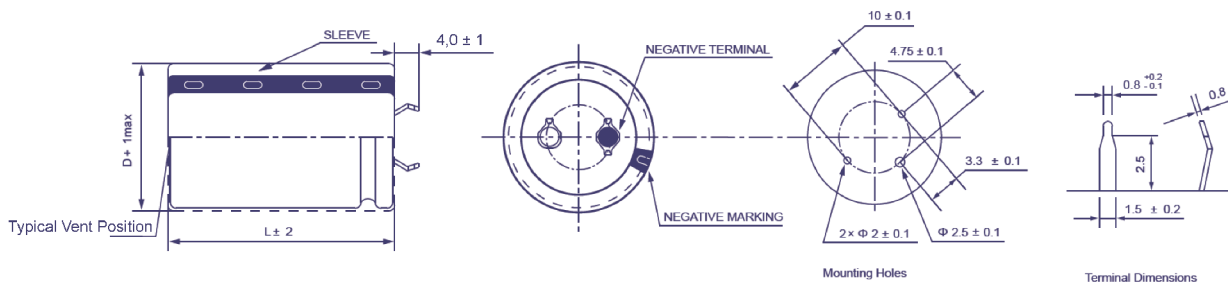 SLEEVE
4,0 ± 1
D + 1max
Typical Vent Position
L± 2
NEGATIVE TERMINAL
NEGATIVE MARKING
10 ± 0.1
4.75 ± 0.1
3.3 ± 0.1
2× Φ 2 ± 0.1
Φ 2.5 ± 0.1
Mounting Holes
0.8 +0.2 -0.1
0.8
2.5
1.5 ± 0.2
Terminal Dimensions